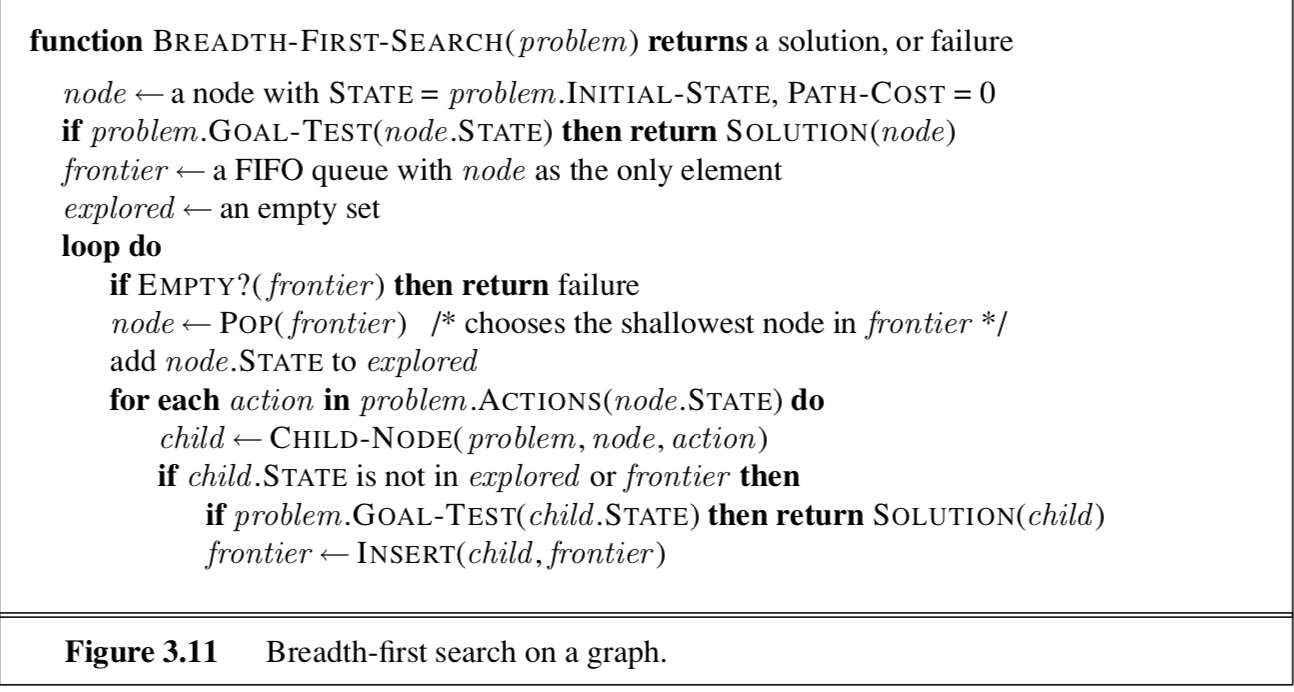 function BREADTH-FIRST-SEARCH(problem) returns a solution, or failure
node ← a node with STATE = problem.INITIAL-STATE, PATH-COST = 0
if problem.GOAL-TEST(node.STATE) then return SOLUTION(node)
frontier ← a FIFO queue with node as the only element
explored ← an empty set
loop do
if EMPTY?(frontier) then return failure
node ← POP(frontier) /* chooses the shallowest node in frontier */
add node.STATE to explored
for each action in problem.ACTIONS(node.STATE) do
child ← CHILD-NODE(problem, node, action)
if child.STATE is not in explored or frontier then
if problem.GOAL-TEST(child.STATE) then return SOLUTION(child)
frontier ← INSERT(child, frontier)
Figure 3.11 Breadth-first search on a graph.